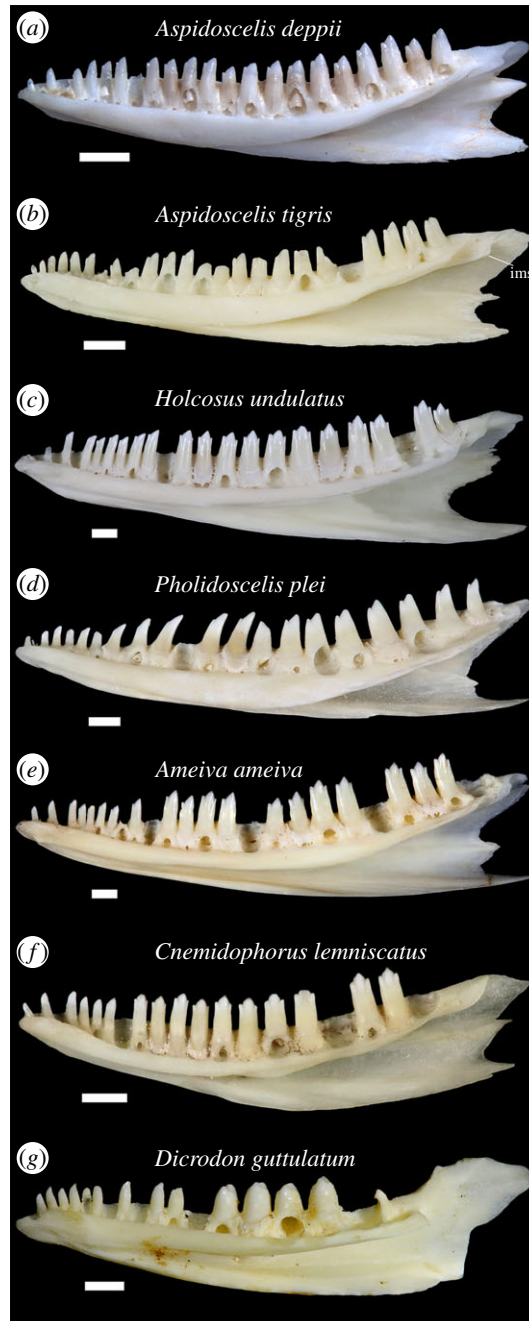 (a) Aspidoscelis deppii
(b) Aspidoscelis tigris
ims
(c) Holcosus undulatus
(d) Pholidoscelis plei
(e) Ameiva ameiva
(f) Cnemidophorus lemniscatus
(g) Dicrodon guttulatum